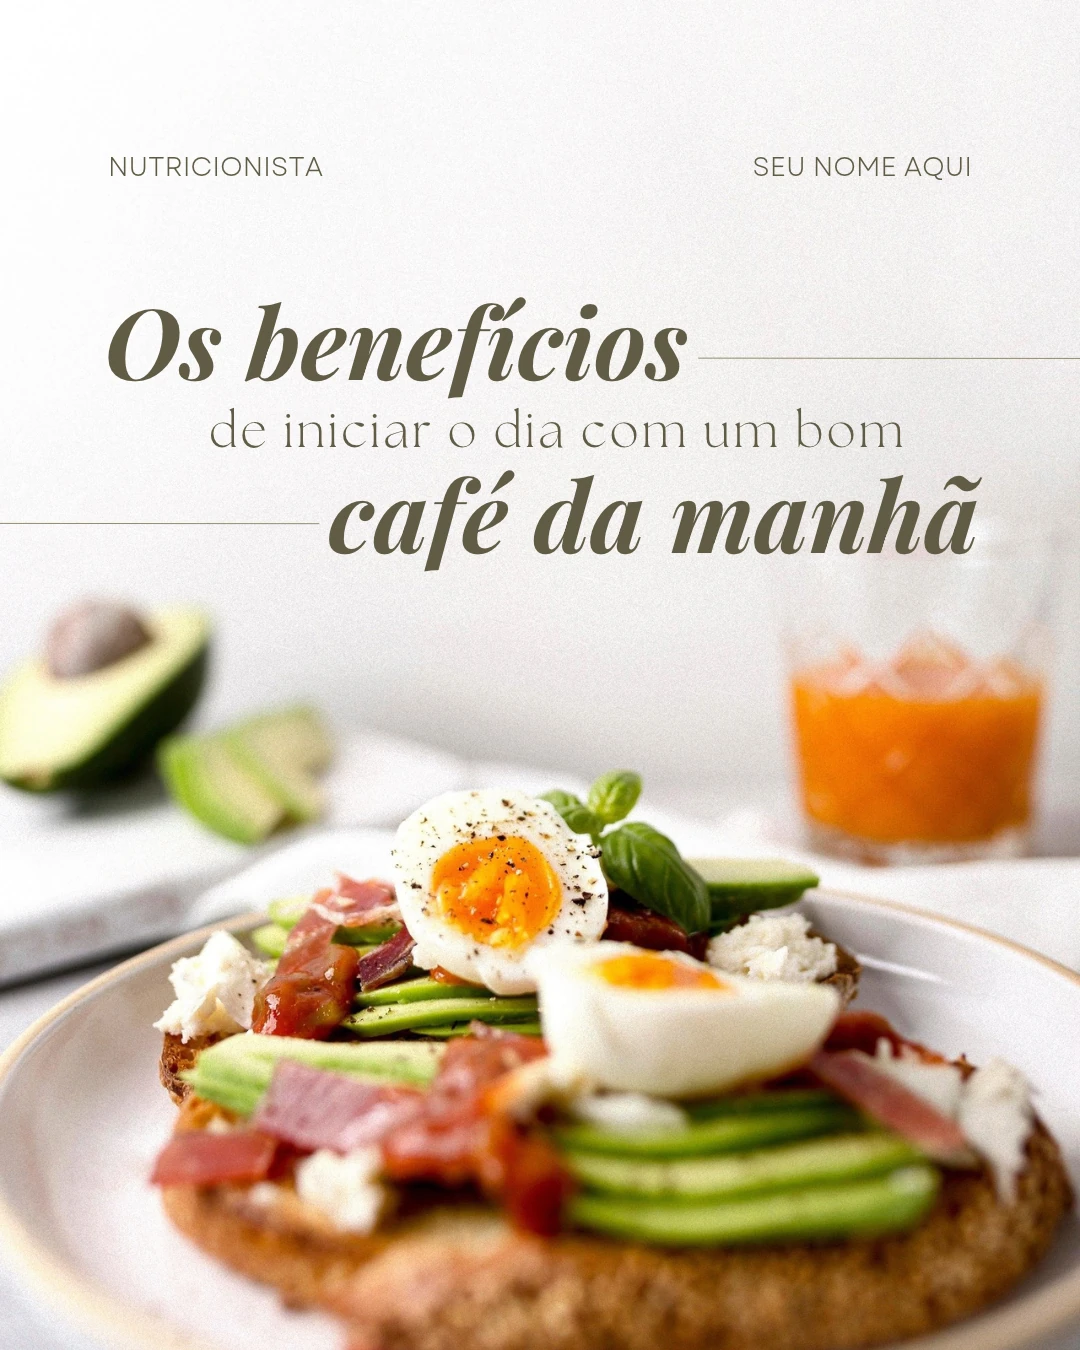 NUTRICIONISTA
SEU NOME AQUI
Os benefícios
de iniciar o dia com um bom
café da manhã